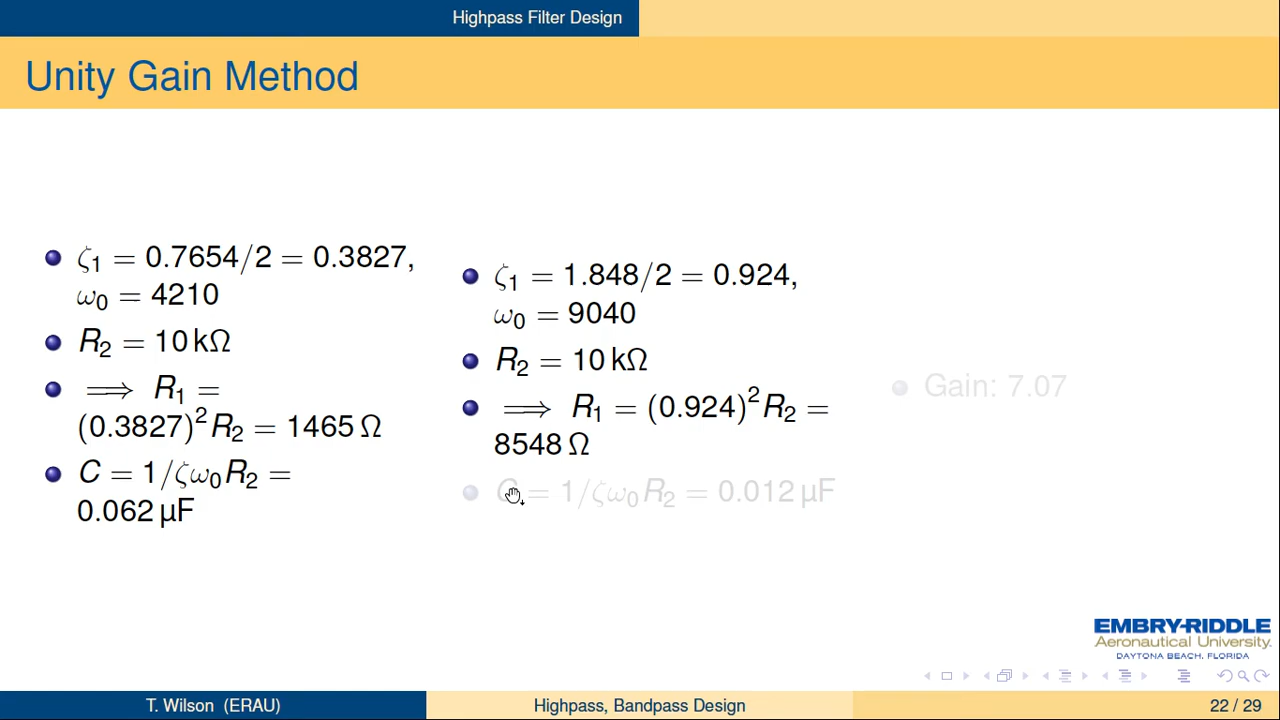 Highpass Filter Design
Unity Gain Method
ζ₁ = 0.7654/2 = 0.3827,
ω₀ = 4210
R₂ = 10 kΩ
⟹ R₁ =
(0.3827)²R₂ = 1465 Ω
C = 1/ζω₀R₂ =
0.062 µF
ζ₁ = 1.848/2 = 0.924,
ω₀ = 9040
R₂ = 10 kΩ
⟹ R₁ = (0.924)²R₂ =
8548 Ω
C = 1/ζω₀R₂ = 0.012 µF
Gain: 7.07
EMBRY-RIDDLE
Aeronautical University.
DAYTONA BEACH, FLORIDA
T. Wilson (ERAU)
Highpass, Bandpass Design
22 / 29